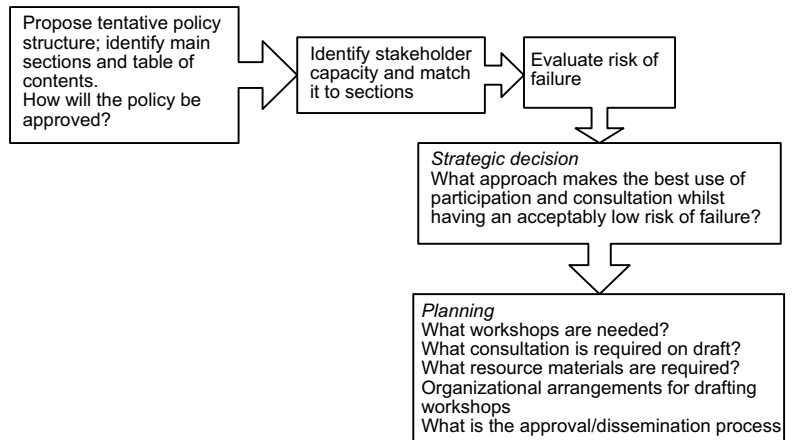 Propose tentative policy
structure; identify main
sections and table of
contents.
How will the policy be
approved?
Identify stakeholder
capacity and match
it to sections
Evaluate risk of
failure
Strategic decision
What approach makes the best use of
participation and consultation whilst
having an acceptably low risk of failure?
Planning
What workshops are needed?
What consultation is required on draft?
What resource materials are required?
Organizational arrangements for drafting
workshops
What is the approval/dissemination process